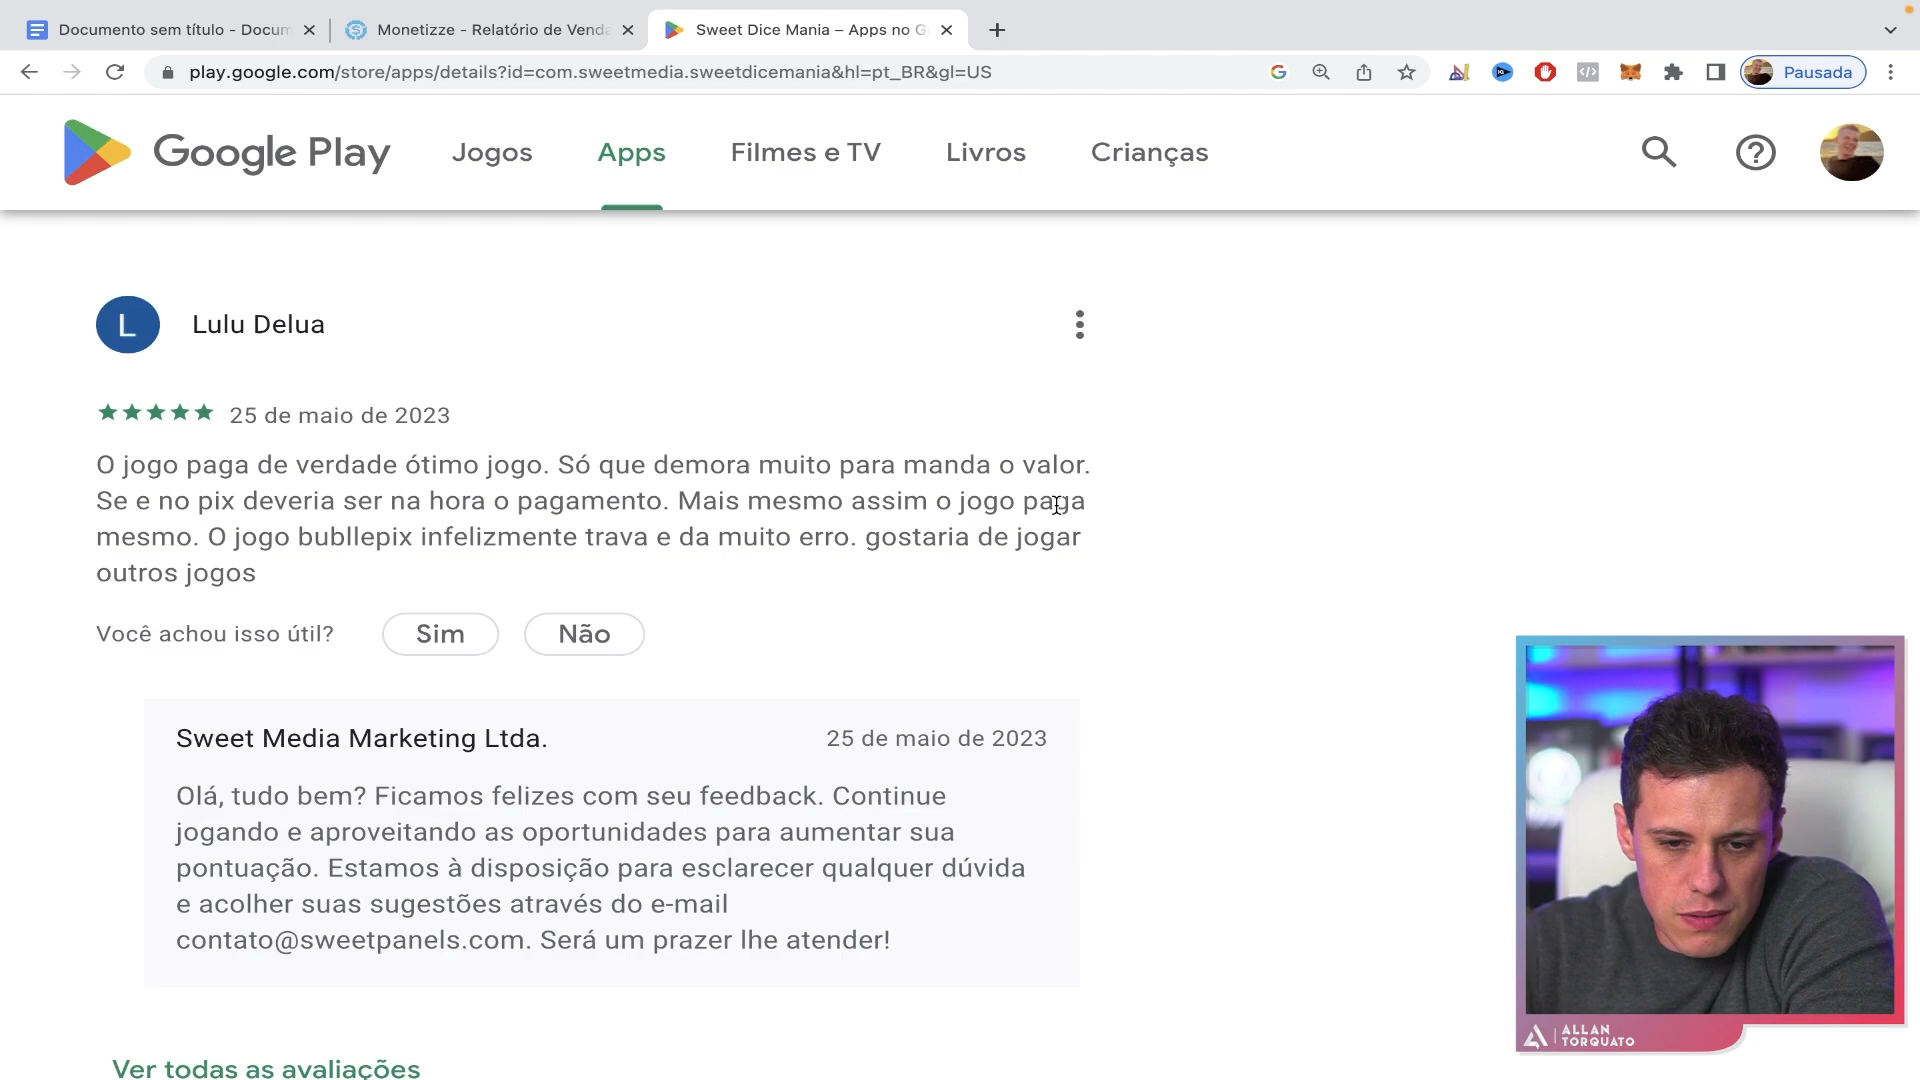 Documento sem título - Docum
Monetizze - Relatório de Venda
Sweet Dice Mania – Apps no G
play.google.com/store/apps/details?id=com.sweetmedia.sweetdicemania&hl=pt_BR&gl=US
Pausada
Google Play
Jogos
Apps
Filmes e TV
Livros
Crianças
L
Lulu Delua
25 de maio de 2023
O jogo paga de verdade ótimo jogo. Só que demora muito para manda o valor.
Se e no pix deveria ser na hora o pagamento. Mais mesmo assim o jogo paga
mesmo. O jogo bubllepix infelizmente trava e da muito erro. gostaria de jogar
outros jogos
Você achou isso útil?
Sim
Não
Sweet Media Marketing Ltda.
25 de maio de 2023
Olá, tudo bem? Ficamos felizes com seu feedback. Continue
jogando e aproveitando as oportunidades para aumentar sua
pontuação. Estamos à disposição para esclarecer qualquer dúvida
e acolher suas sugestões através do e-mail
contato@sweetpanels.com. Será um prazer lhe atender!
Ver todas as avaliações
ALLAN
TORQUATO